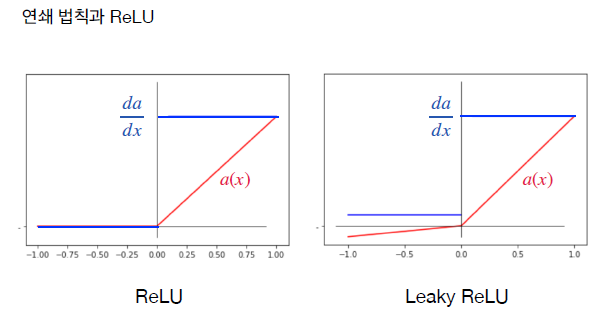 연쇄 법칙과 ReLU
da
dx
a(x)
-1.00 -0.75 -0.50 -0.25 0.00 0.25 0.50 0.75 1.00
ReLU
da
dx
a(x)
-1.0 -0.5 0.0 0.5 1.0
Leaky ReLU